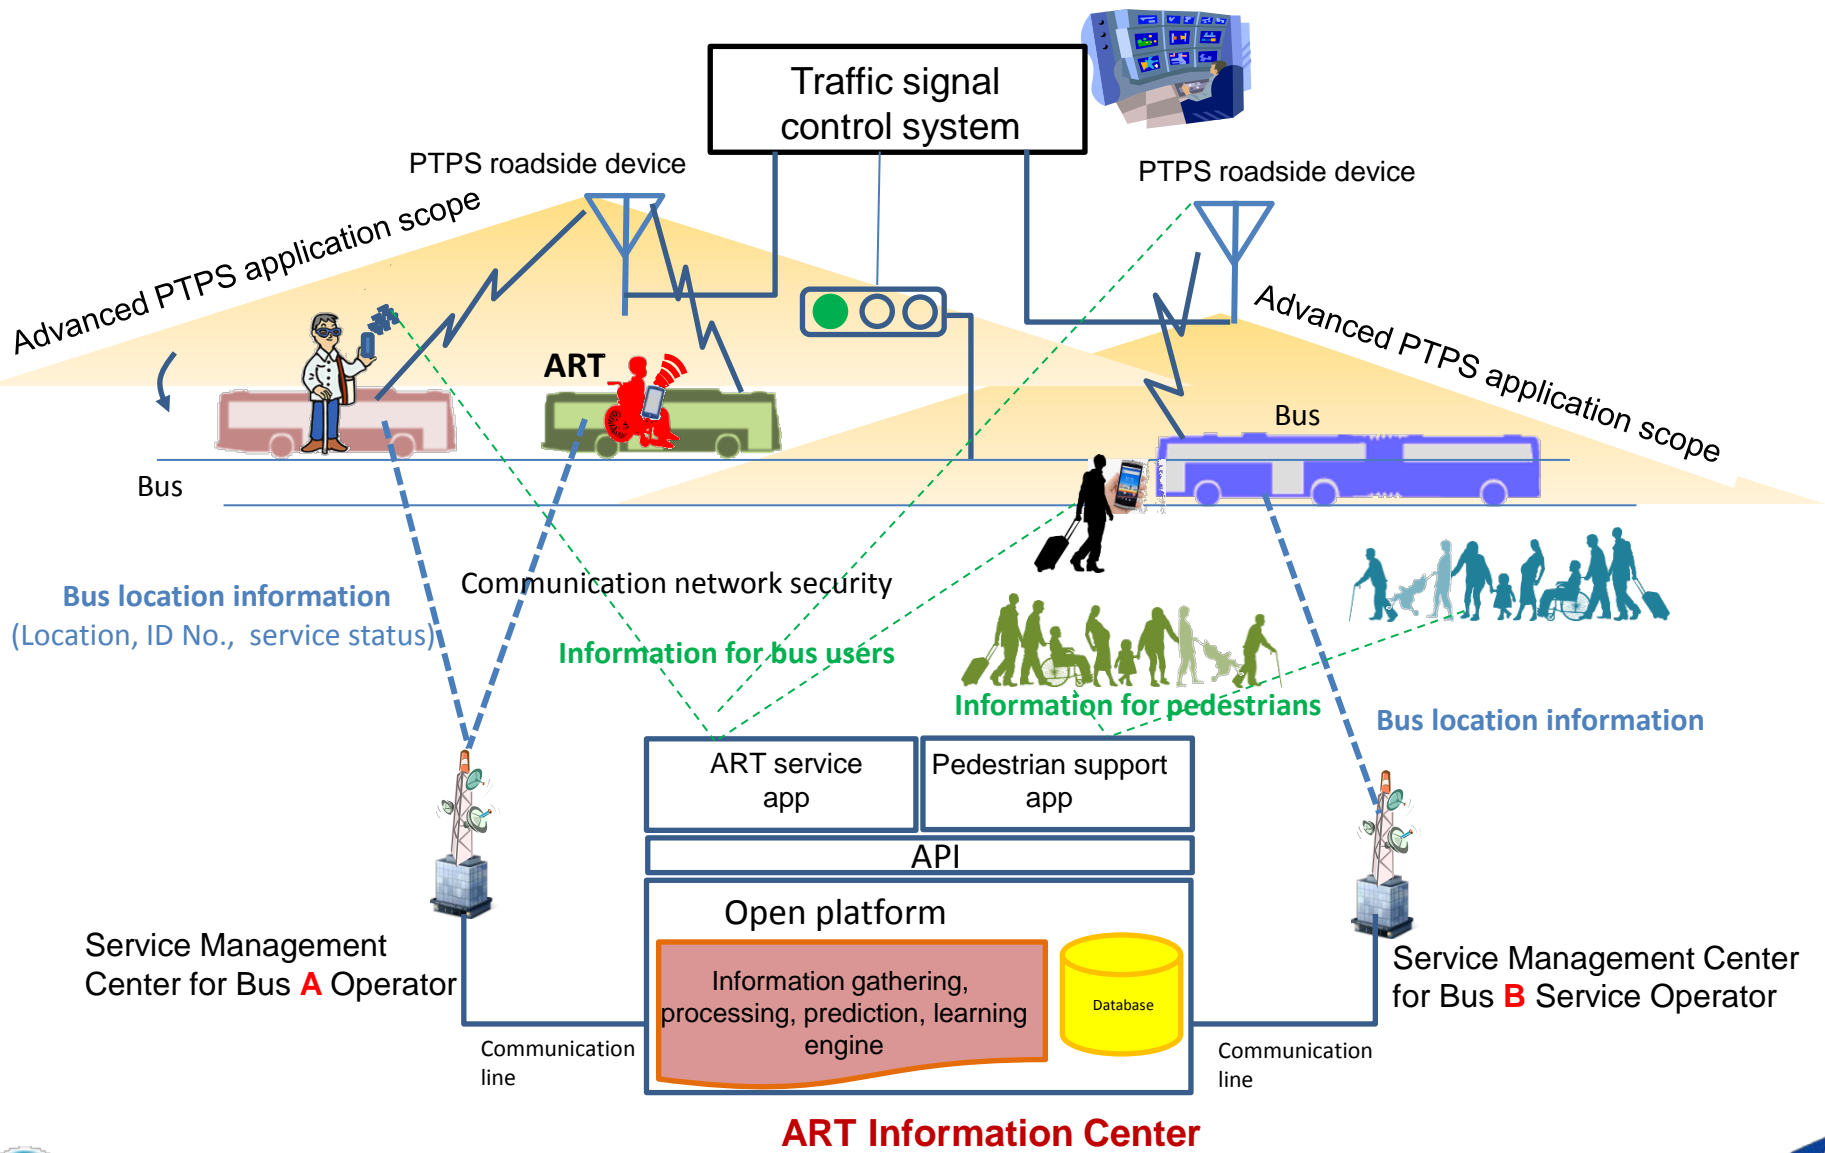 Traffic signal
control system
PTPS roadside device
PTPS roadside device
Advanced PTPS application scope
Advanced PTPS application scope
ART
Bus
Bus
Bus location information
(Location, ID No., service status)
Communication network security
Information for bus users
Information for pedestrians
Bus location information
ART service
app
Pedestrian support
app
API
Open platform
Information gathering,
processing, prediction, learning
engine
Database
Service Management
Center for Bus A Operator
Service Management Center
for Bus B Service Operator
Communication
line
Communication
line
ART Information Center